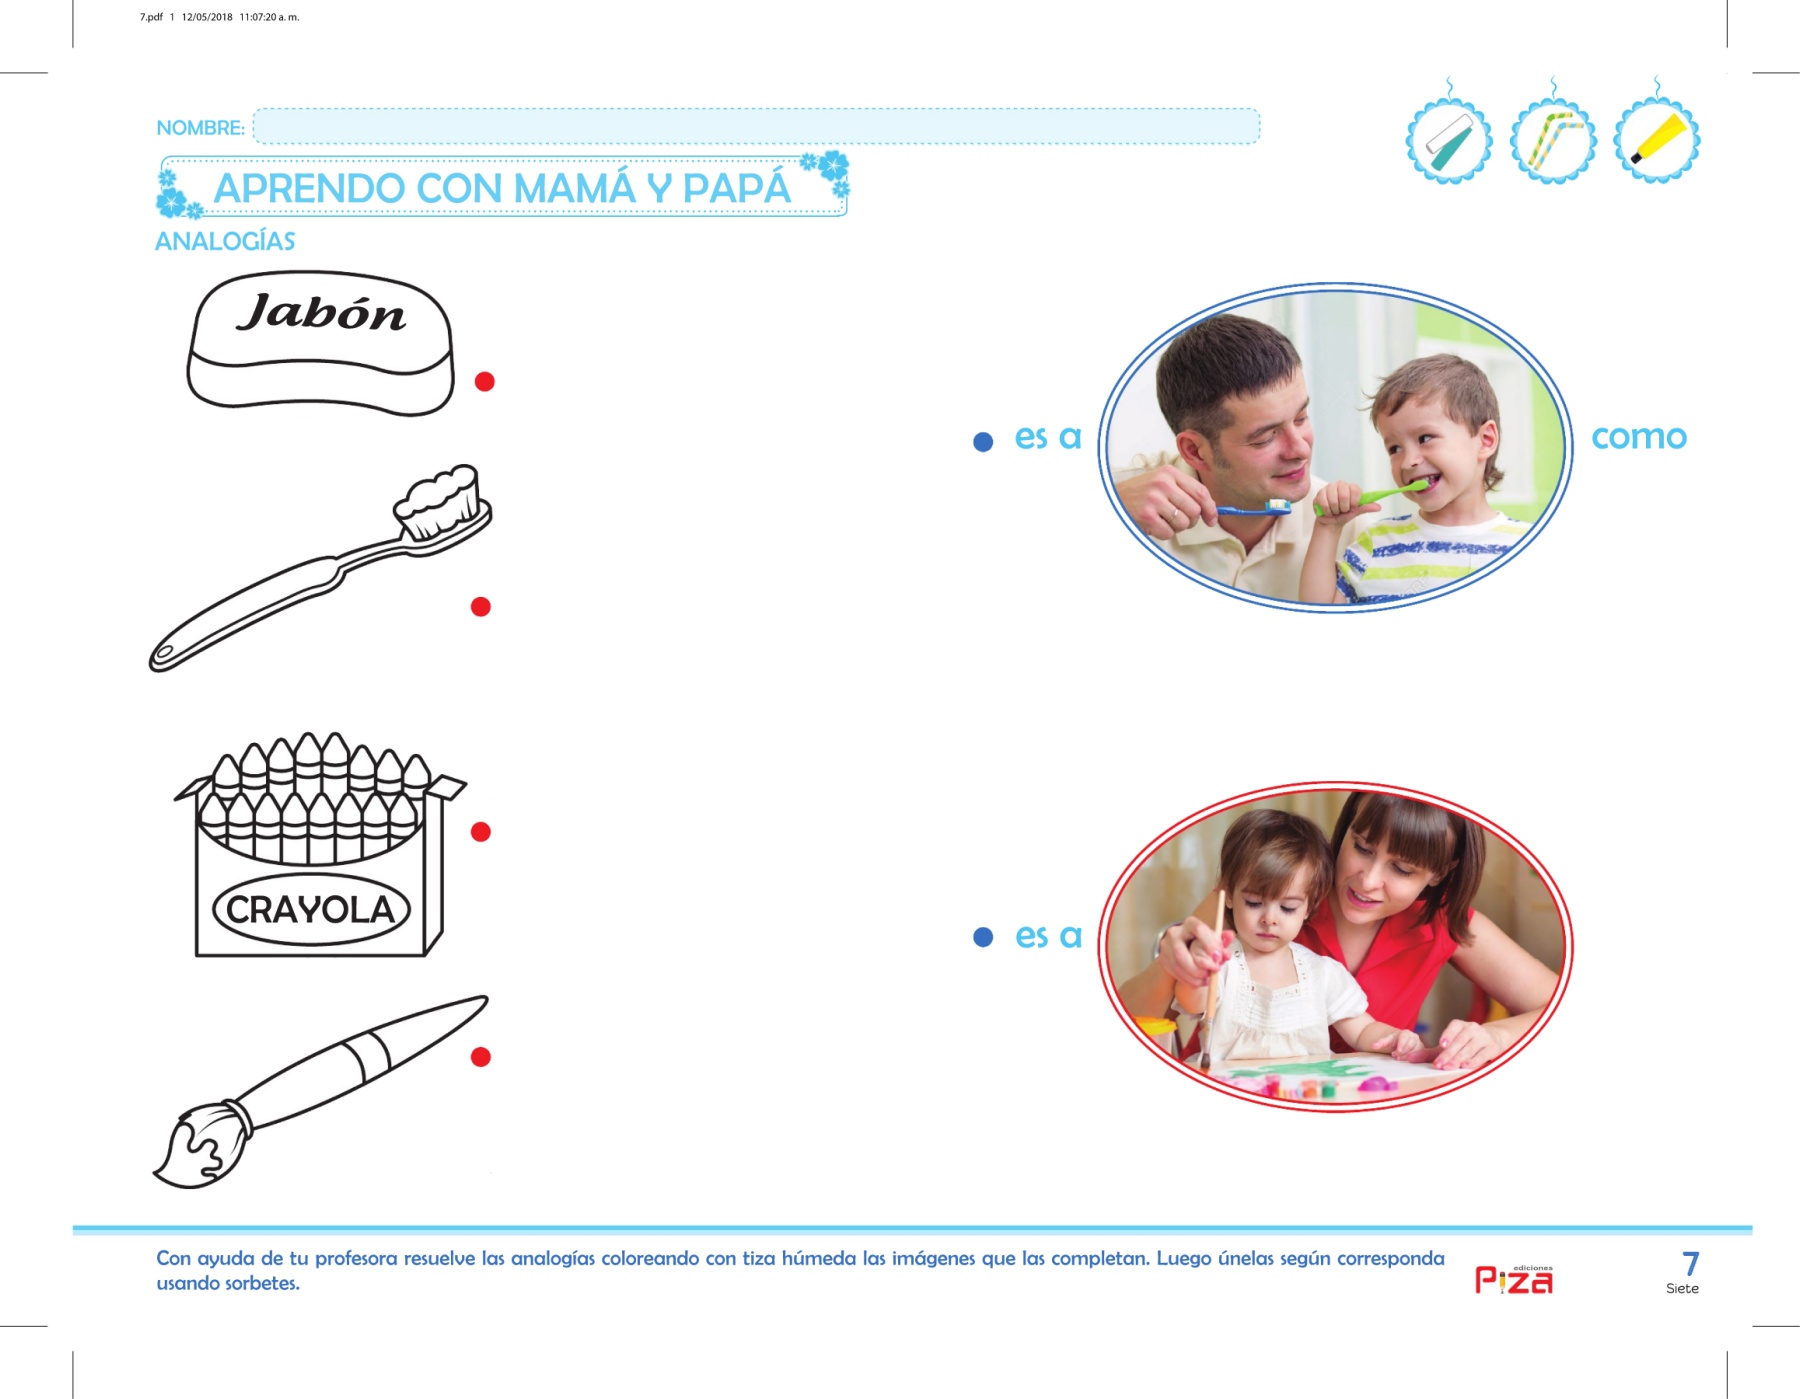 7.pdf 1 12/05/2018 11:07:20 a. m.
NOMBRE:
APRENDO CON MAMÁ Y PAPÁ
ANALOGÍAS
Jabón
es a
como
CRAYOLA
es a
Con ayuda de tu profesora resuelve las analogías coloreando con tiza húmeda las imágenes que las completan. Luego únelas según corresponda
usando sorbetes.
ediciones
Piza
7
Siete